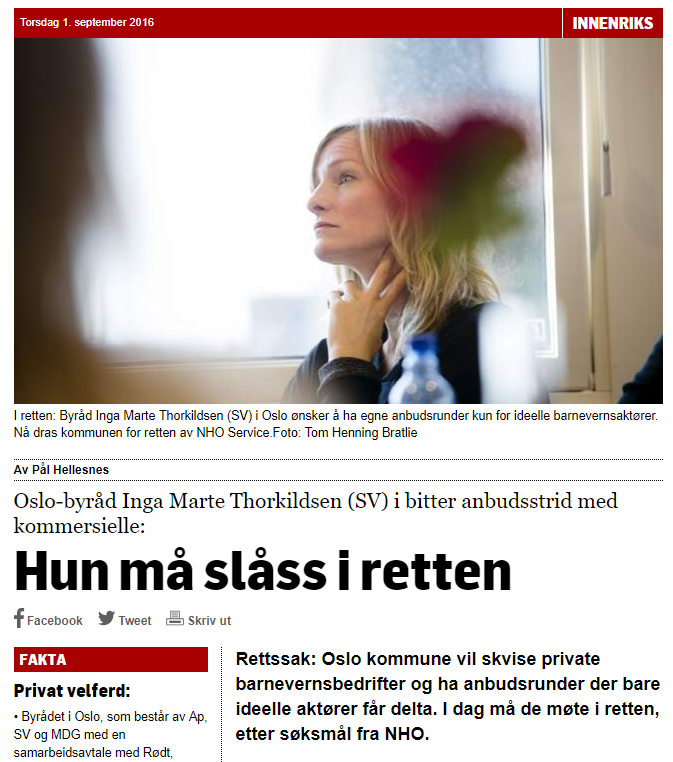 Torsdag 1. september 2016
INNENRIKS
I retten: Byråd Inga Marte Thorkildsen (SV) i Oslo ønsker å ha egne anbudsrunder kun for ideelle barnevernsaktører.
Nå dras kommunen for retten av NHO Service.Foto: Tom Henning Bratlie
Av Pål Hellesnes
Oslo-byråd Inga Marte Thorkildsen (SV) i bitter anbudsstrid med
kommersielle:
Hun må slåss i retten
Facebook Tweet Skriv ut
FAKTA
Privat velferd:
• Byrådet i Oslo, som består av Ap,
SV og MDG med en
samarbeidsavtale med Rødt,
Rettssak: Oslo kommune vil skvise private
barnevernsbedrifter og ha anbudsrunder der bare
ideelle aktører får delta. I dag må de møte i retten,
etter søksmål fra NHO.